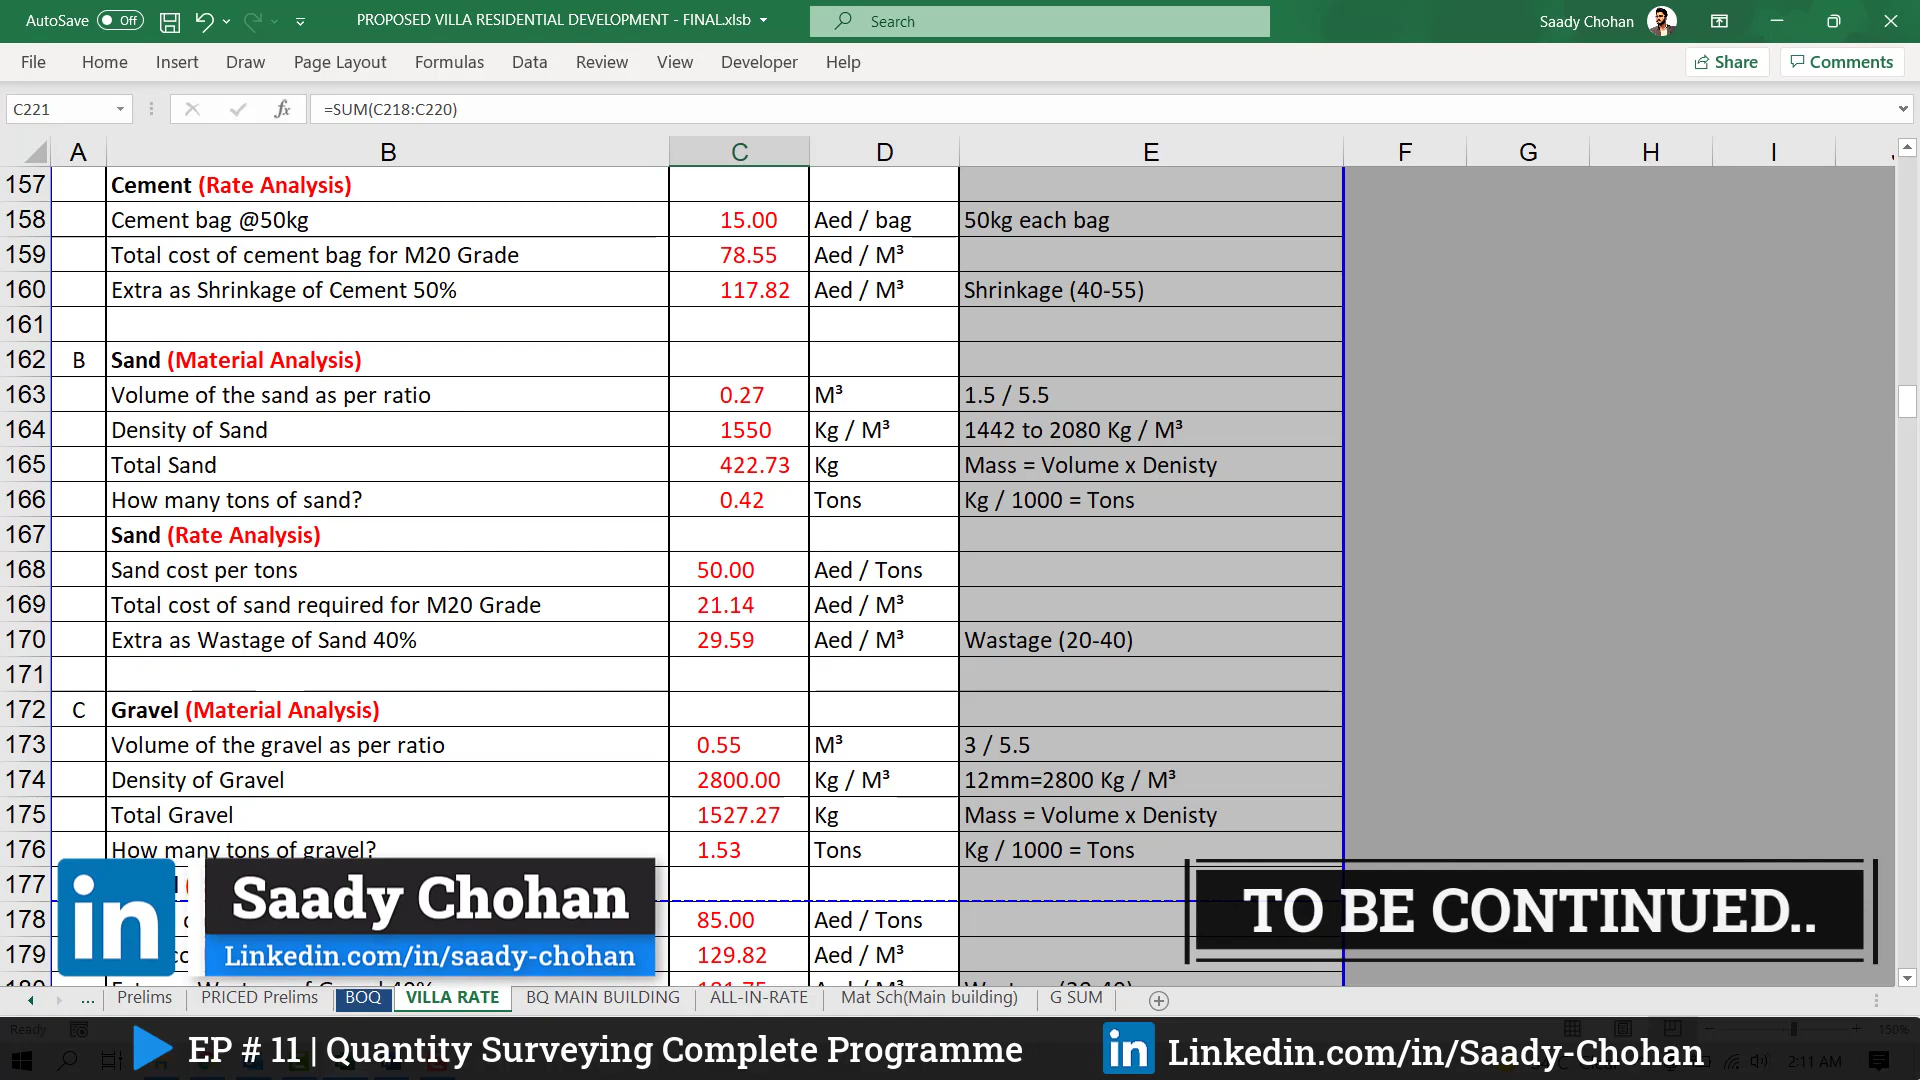 AutoSave Off PROPOSED VILLA RESIDENTIAL DEVELOPMENT - FINAL.xlsb Search Saady Chohan
File Home Insert Draw Page Layout Formulas Data Review View Developer Help Share Comments
C221 fx =SUM(C218:C220)
A B C D E F G H I
157 Cement (Rate Analysis)
158 Cement bag @50kg 15.00 Aed / bag 50kg each bag
159 Total cost of cement bag for M20 Grade 78.55 Aed / M³
160 Extra as Shrinkage of Cement 50% 117.82 Aed / M³ Shrinkage (40-55)
161
162 B Sand (Material Analysis)
163 Volume of the sand as per ratio 0.27 M³ 1.5 / 5.5
164 Density of Sand 1550 Kg / M³ 1442 to 2080 Kg / M³
165 Total Sand 422.73 Kg Mass = Volume x Denisty
166 How many tons of sand? 0.42 Tons Kg / 1000 = Tons
167 Sand (Rate Analysis)
168 Sand cost per tons 50.00 Aed / Tons
169 Total cost of sand required for M20 Grade 21.14 Aed / M³
170 Extra as Wastage of Sand 40% 29.59 Aed / M³ Wastage (20-40)
171
172 C Gravel (Material Analysis)
173 Volume of the gravel as per ratio 0.55 M³ 3 / 5.5
174 Density of Gravel 2800.00 Kg / M³ 12mm=2800 Kg / M³
175 Total Gravel 1527.27 Kg Mass = Volume x Denisty
176 How many tons of gravel? 1.53 Tons Kg / 1000 = Tons
177
178 85.00 Aed / Tons
179 129.82 Aed / M³
in Saady Chohan
Linkedin.com/in/saady-chohan
TO BE CONTINUED..
... Prelims PRICED Prelims BOQ VILLA RATE BQ MAIN BUILDING ALL-IN-RATE Mat Sch(Main building) G SUM
Ready 150%
EP # 11 | Quantity Surveying Complete Programme in Linkedin.com/in/Saady-Chohan
2:11 AM